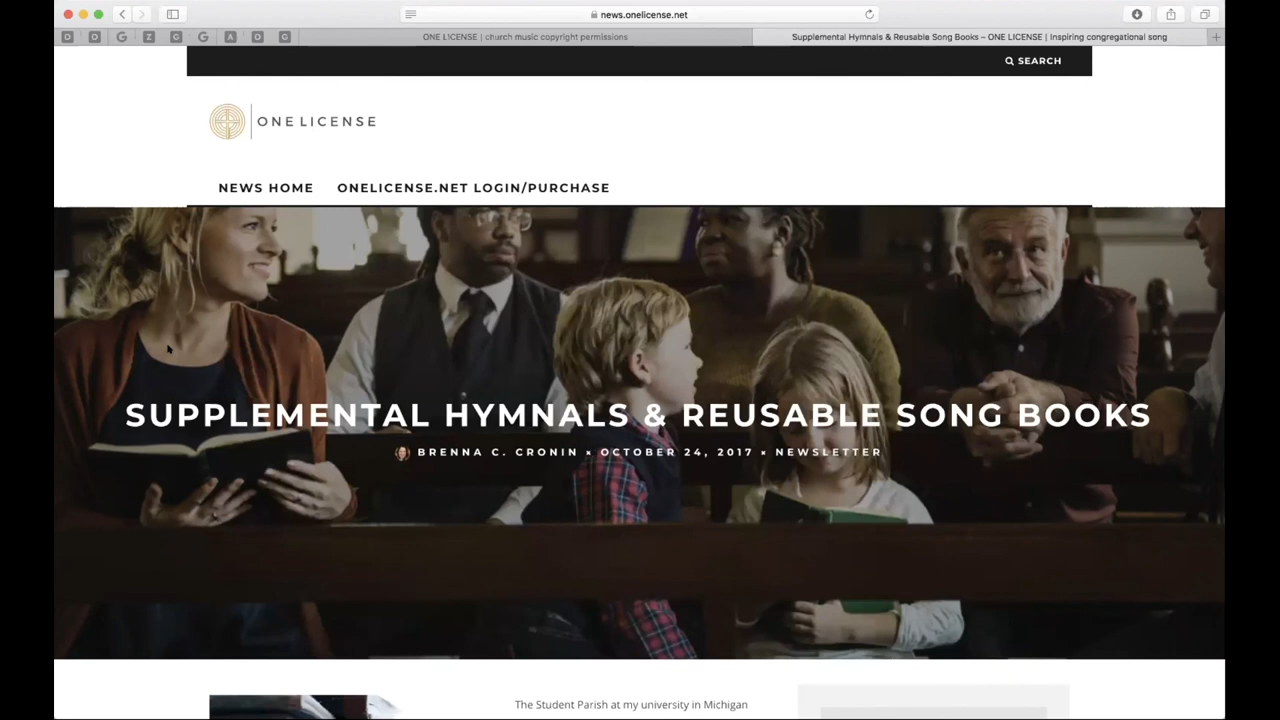 news.onelicense.net
D D G Z G G A D G
ONE LICENSE | church music copyright permissions
Supplemental Hymnals & Reusable Song Books – ONE LICENSE | Inspiring congregational song
SEARCH
ONE LICENSE
NEWS HOME ONELICENSE.NET LOGIN/PURCHASE
SUPPLEMENTAL HYMNALS & REUSABLE SONG BOOKS
BRENNA C. CRONIN × OCTOBER 24, 2017 × NEWSLETTER
The Student Parish at my university in Michigan